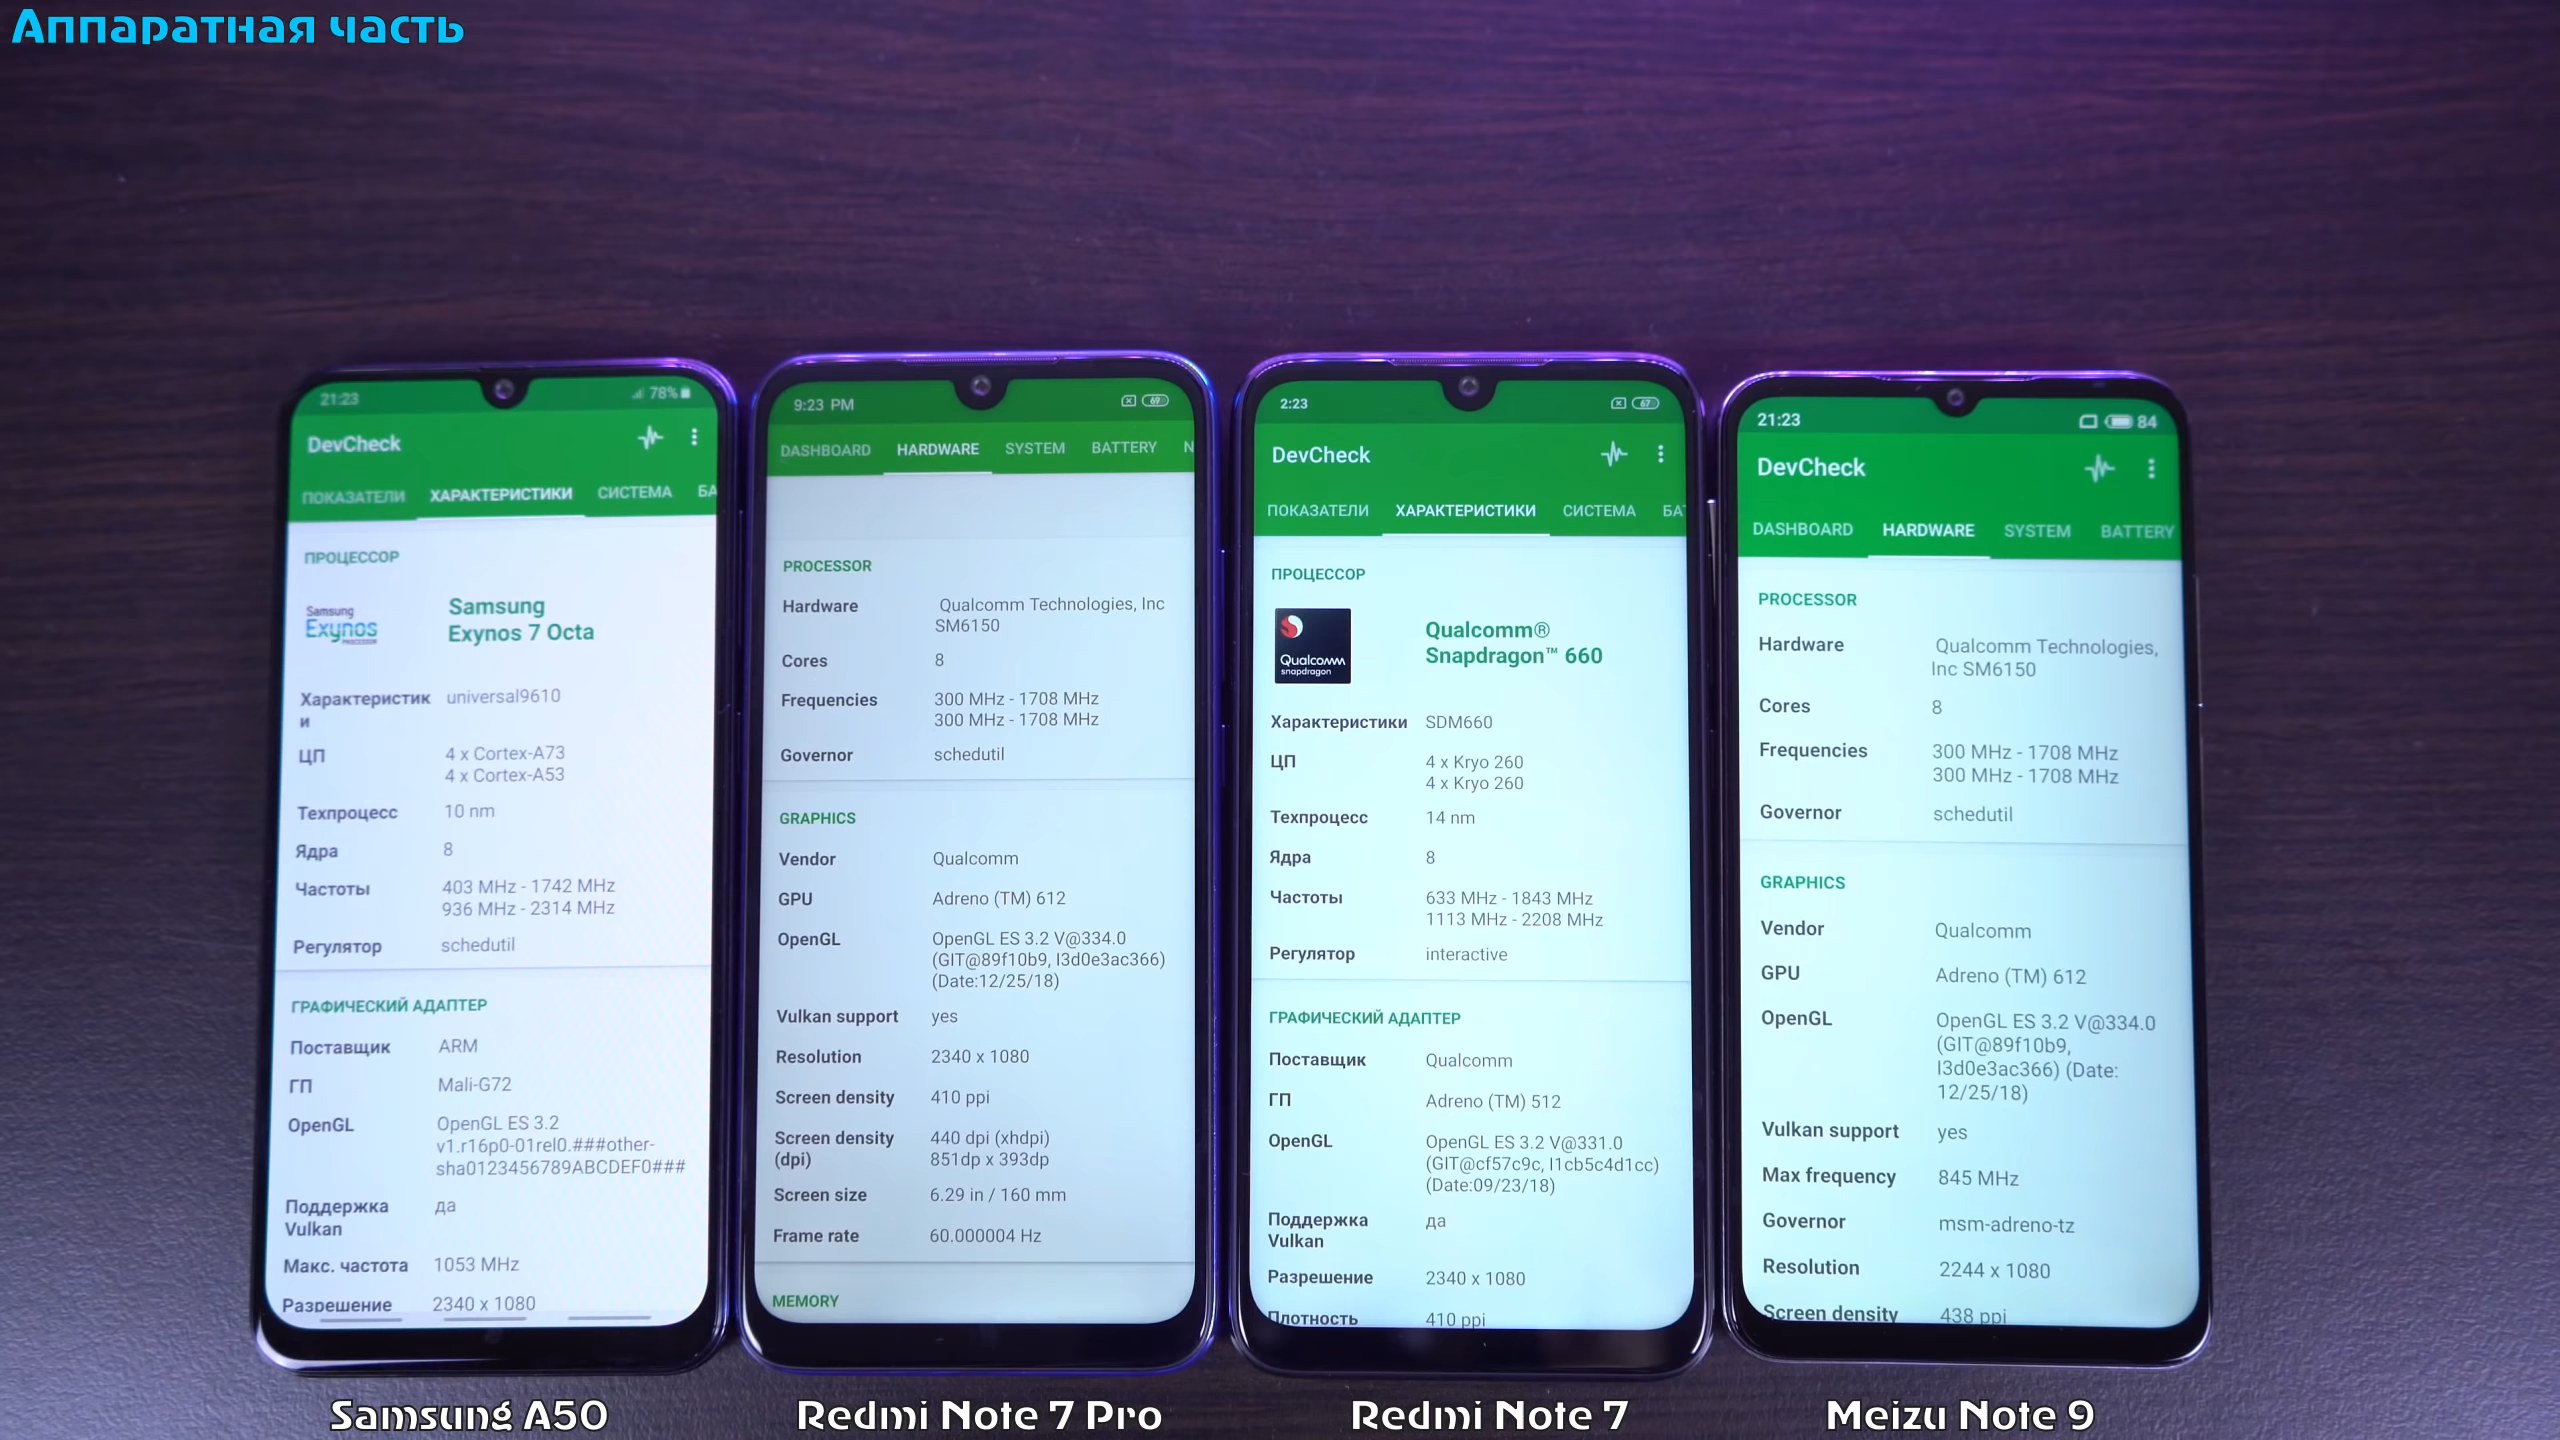 Аппаратная часть
21:23
78%
DevCheck
ПОКАЗАТЕЛИ ХАРАКТЕРИСТИКИ СИСТЕМА БА
ПРОЦЕССОР
Samsung
Exynos
PROCESSOR
Samsung
Exynos 7 Octa
Характеристик
и
universal9610
ЦП
4 x Cortex-A73
4 x Cortex-A53
Техпроцесс 10 nm
Ядра 8
Частоты
403 MHz - 1742 MHz
936 MHz - 2314 MHz
Регулятор schedutil
ГРАФИЧЕСКИЙ АДАПТЕР
Поставщик ARM
ГП Mali-G72
OpenGL
OpenGL ES 3.2
v1.r16p0-01rel0.###other-
sha0123456789ABCDEF0###
Поддержка
Vulkan
да
Макс. частота 1053 MHz
Разрешение 2340 x 1080
Samsung A50
9:23 PM
69
DASHBOARD HARDWARE SYSTEM BATTERY N
PROCESSOR
Hardware
Qualcomm Technologies, Inc
SM6150
Cores 8
Frequencies
300 MHz - 1708 MHz
300 MHz - 1708 MHz
Governor schedutil
GRAPHICS
Vendor Qualcomm
GPU Adreno (TM) 612
OpenGL
OpenGL ES 3.2 V@334.0
(GIT@89f10b9, I3d0e3ac366)
(Date:12/25/18)
Vulkan support yes
Resolution 2340 x 1080
Screen density 410 ppi
Screen density
(dpi)
440 dpi (xhdpi)
851dp x 393dp
Screen size 6.29 in / 160 mm
Frame rate 60.000004 Hz
MEMORY
Redmi Note 7 Pro
2:23
67
DevCheck
ПОКАЗАТЕЛИ ХАРАКТЕРИСТИКИ СИСТЕМА БАТ
ПРОЦЕССОР
Qualcomm
snapdragon
Qualcomm®
Snapdragon™ 660
Характеристики SDM660
ЦП
4 x Kryo 260
4 x Kryo 260
Техпроцесс 14 nm
Ядра 8
Частоты
633 MHz - 1843 MHz
1113 MHz - 2208 MHz
Регулятор interactive
ГРАФИЧЕСКИЙ АДАПТЕР
Поставщик Qualcomm
ГП Adreno (TM) 512
OpenGL
OpenGL ES 3.2 V@331.0
(GIT@cf57c9c, I1cb5c4d1cc)
(Date:09/23/18)
Поддержка
Vulkan
да
Разрешение 2340 x 1080
Плотность 410 ppi
Redmi Note 7
21:23
84
DevCheck
DASHBOARD HARDWARE SYSTEM BATTERY
PROCESSOR
Hardware
Qualcomm Technologies,
Inc SM6150
Cores 8
Frequencies
300 MHz - 1708 MHz
300 MHz - 1708 MHz
Governor schedutil
GRAPHICS
Vendor Qualcomm
GPU Adreno (TM) 612
OpenGL
OpenGL ES 3.2 V@334.0
(GIT@89f10b9,
I3d0e3ac366) (Date:
12/25/18)
Vulkan support yes
Max frequency 845 MHz
Governor msm-adreno-tz
Resolution 2244 x 1080
Screen density 438 ppi
Meizu Note 9